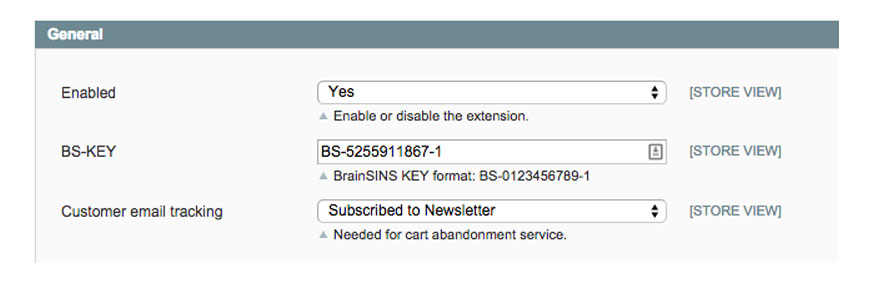 General
Enabled Yes [STORE VIEW]
Enable or disable the extension.
BS-KEY BS-5255911867-1 [STORE VIEW]
BrainSINS KEY format: BS-0123456789-1
Customer email tracking Subscribed to Newsletter [STORE VIEW]
Needed for cart abandonment service.